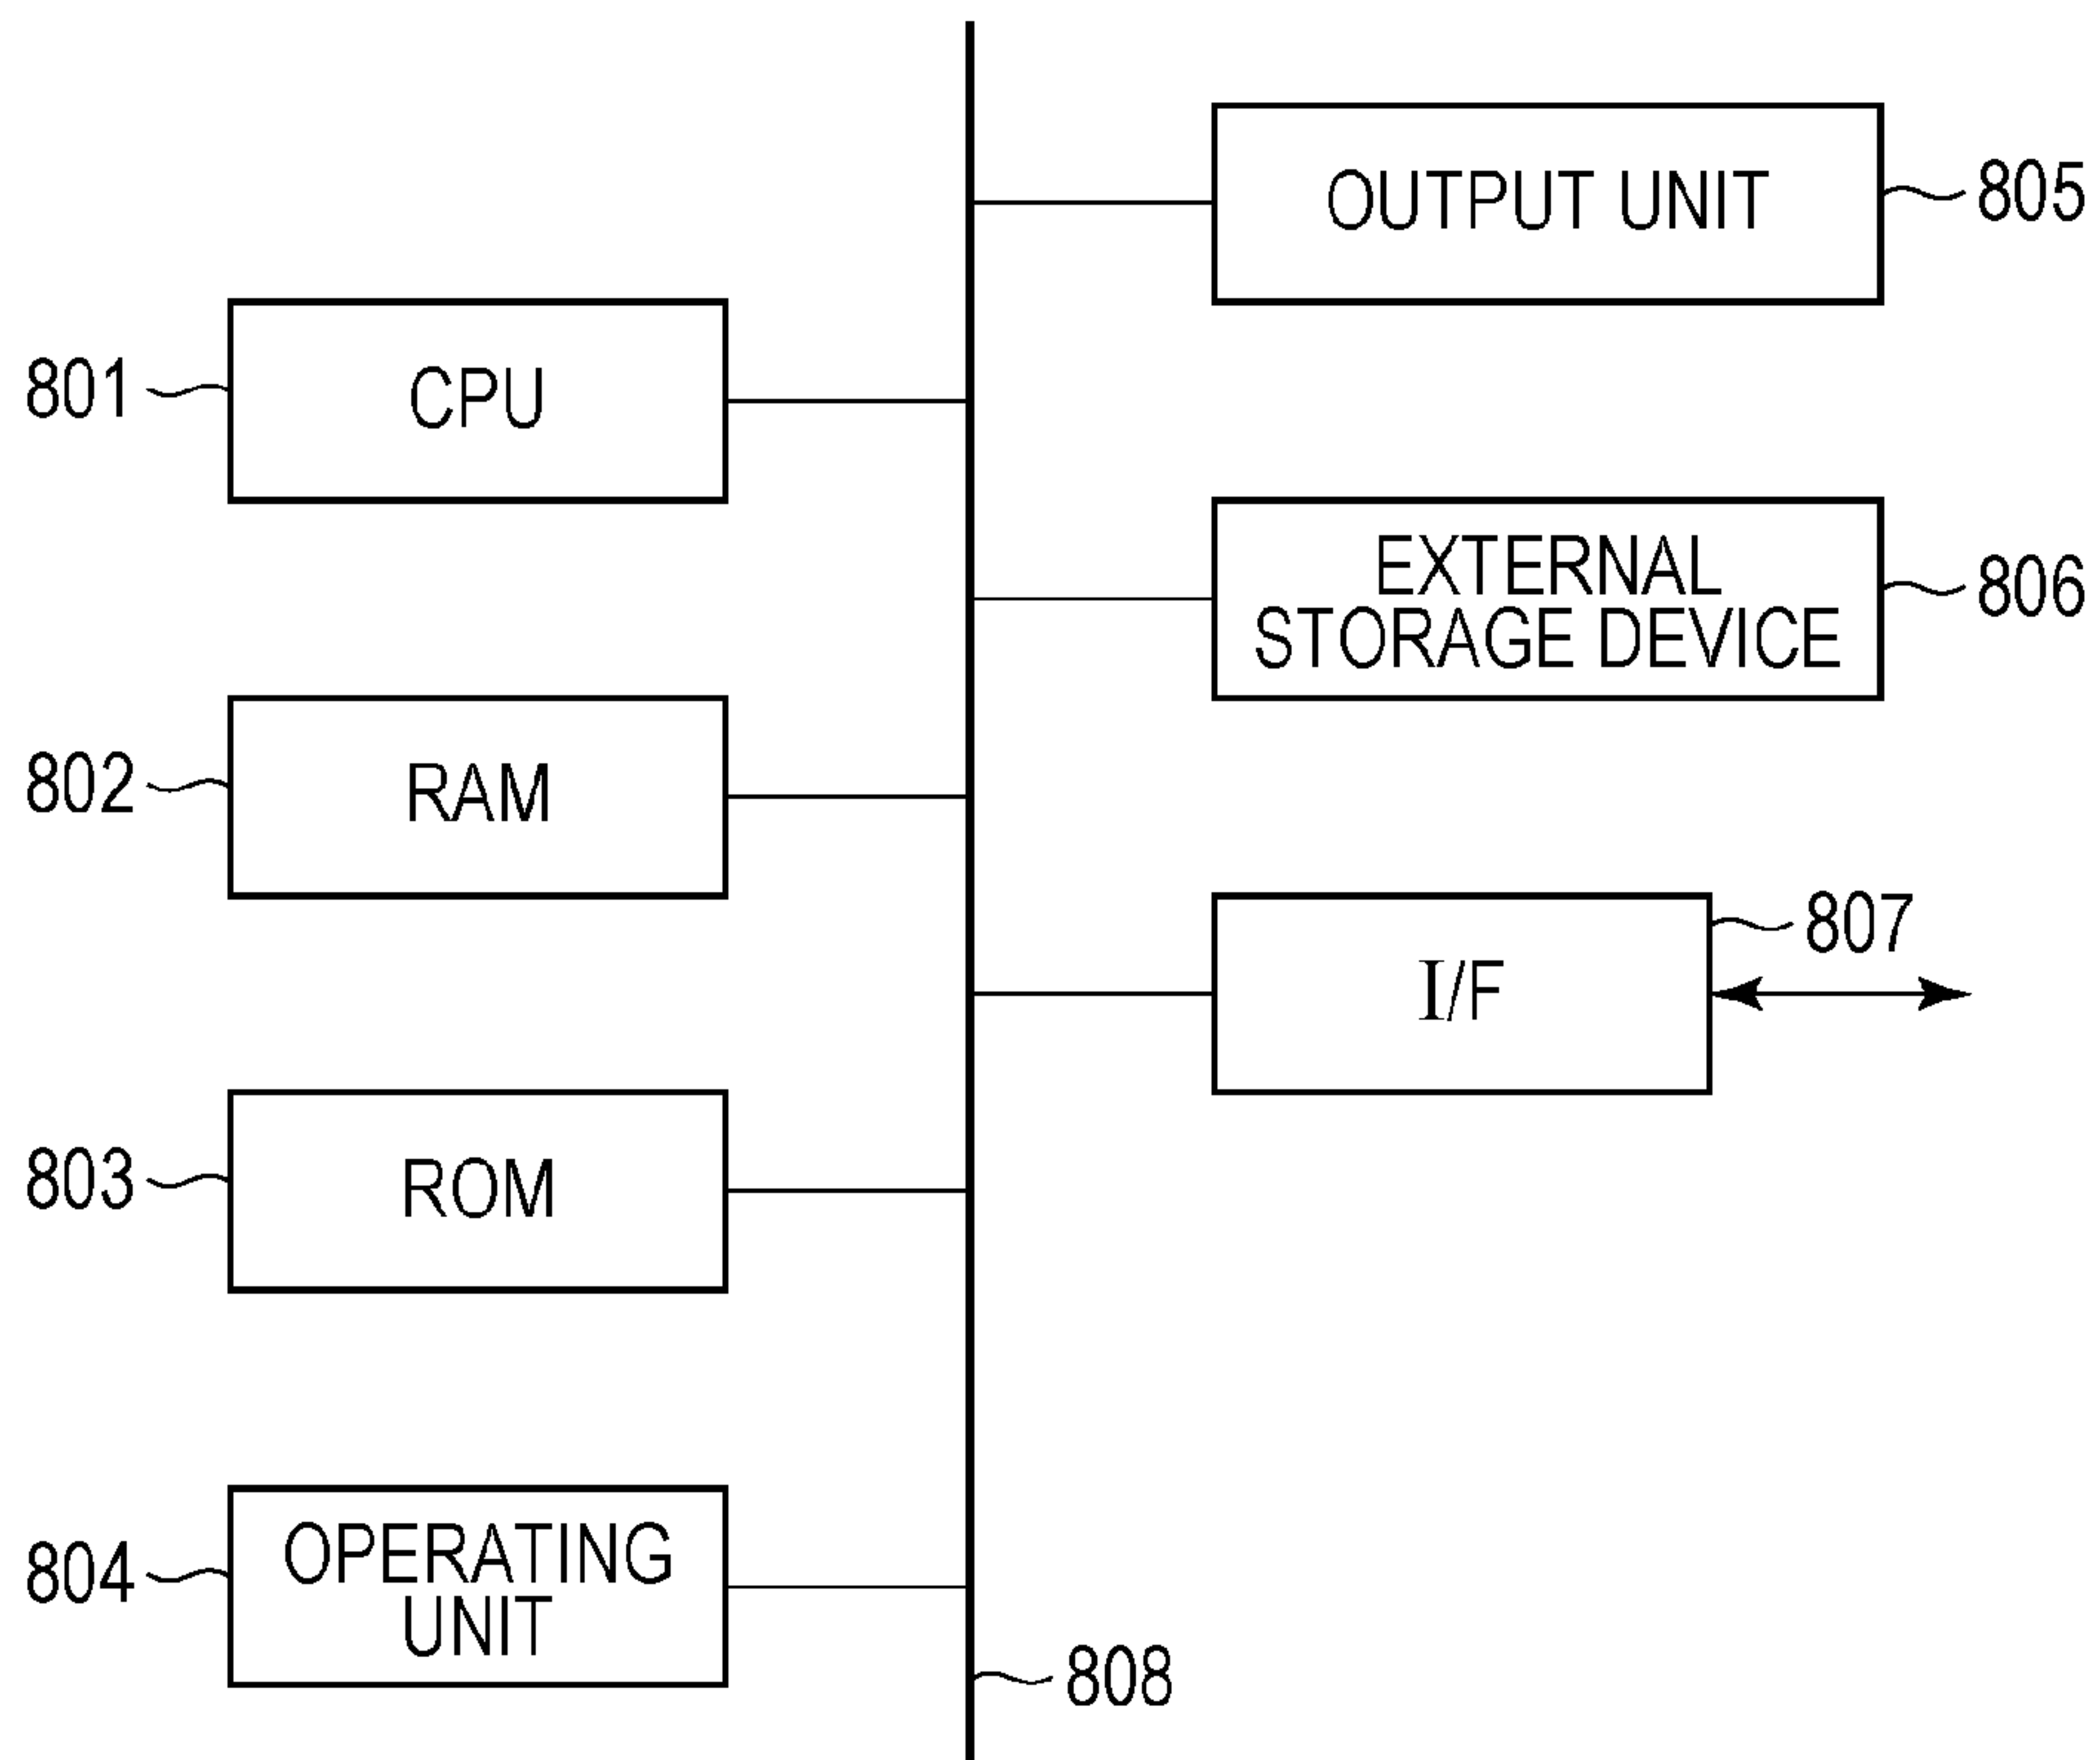 OUTPUT UNIT
805
801
CPU
EXTERNAL
STORAGE DEVICE
806
802
RAM
807
I/F
803
ROM
804
OPERATING
UNIT
808